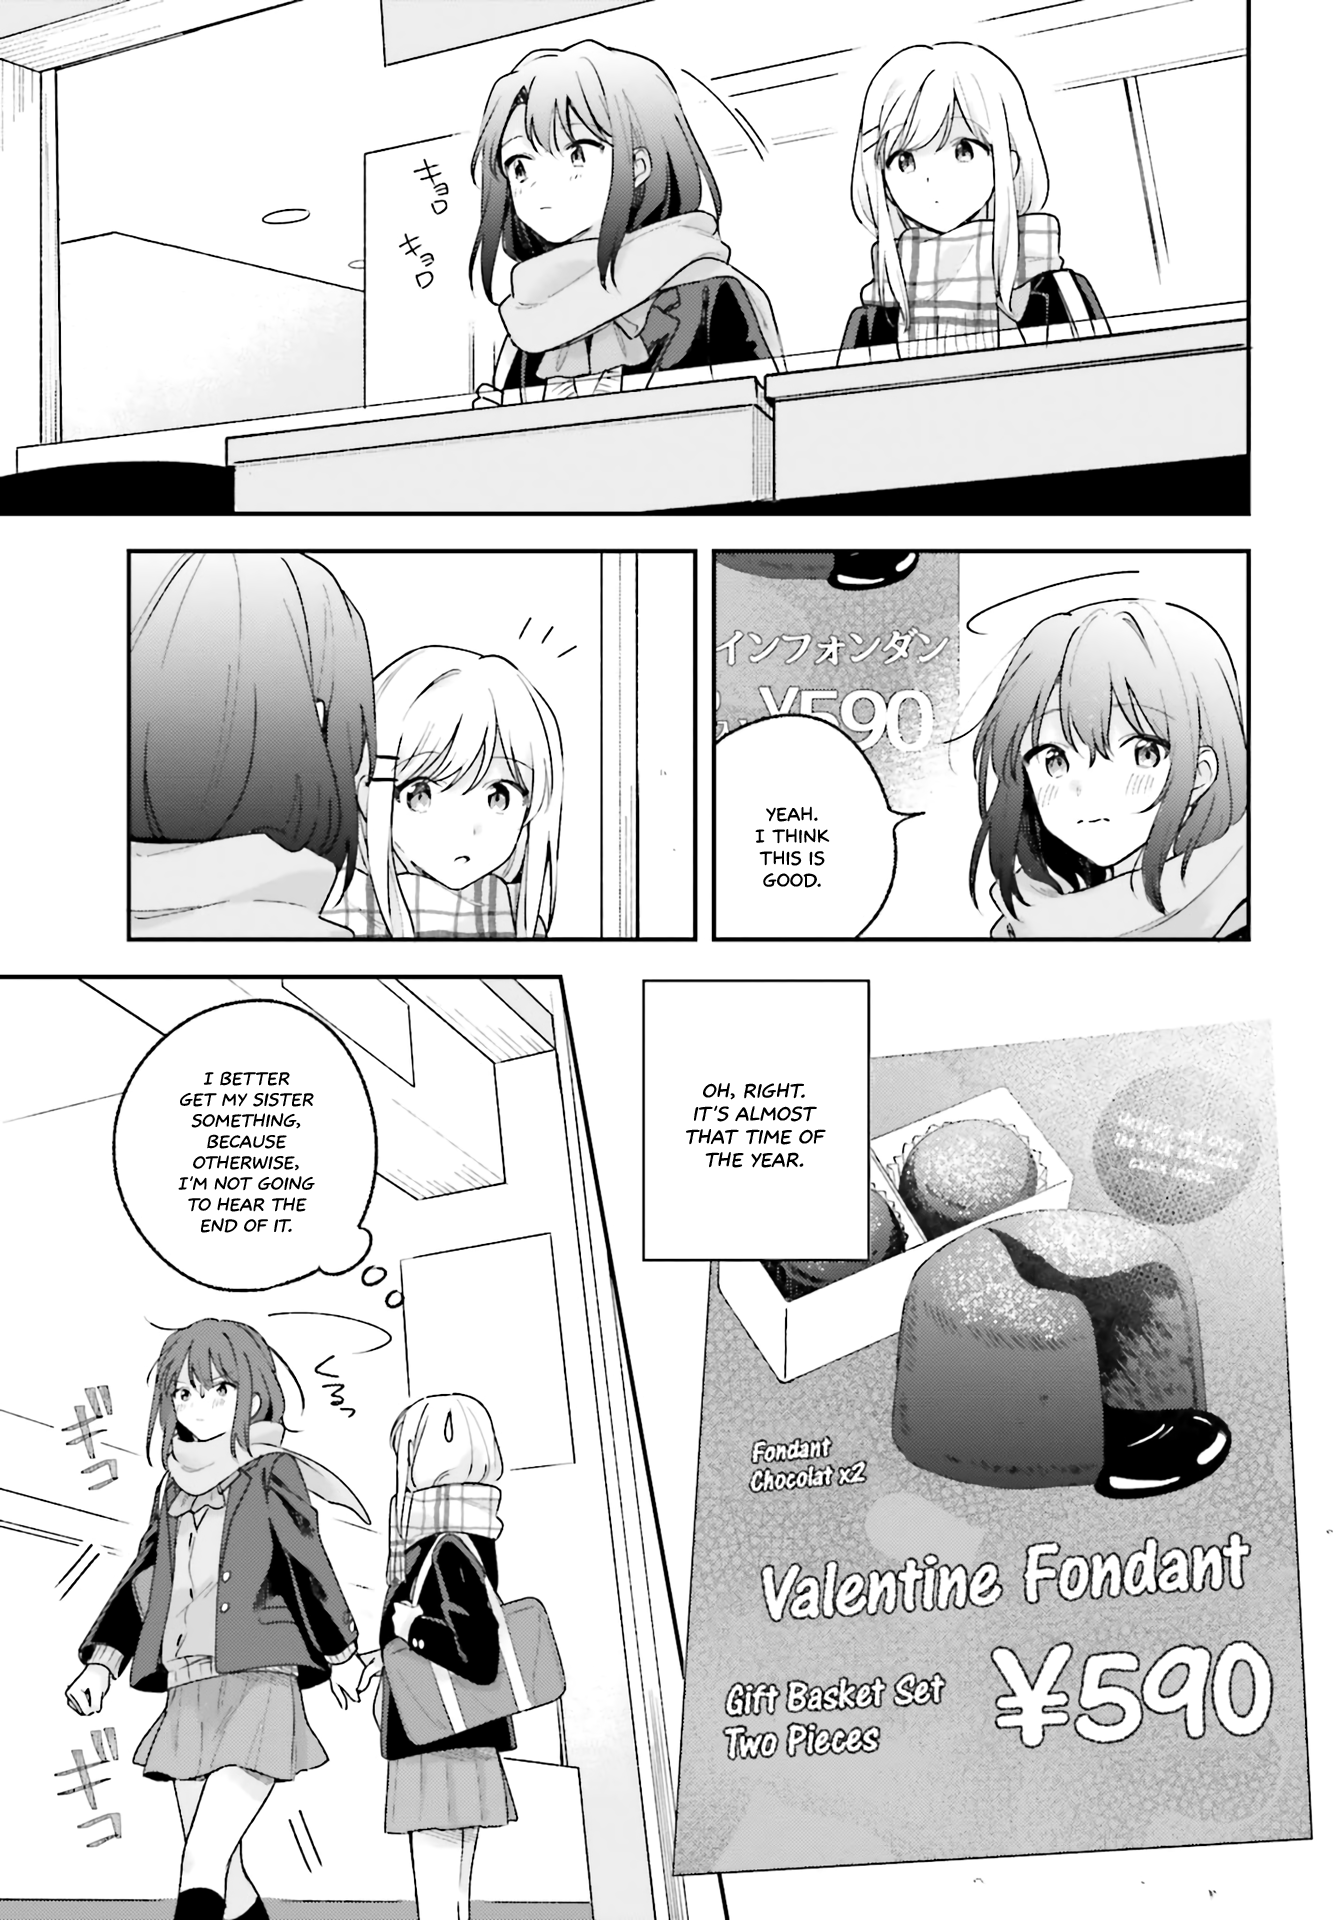 キョロ
キョロ
インフォンダン
¥590
YEAH.
I THINK
THIS IS
GOOD.
OH, RIGHT.
IT'S ALMOST
THAT TIME OF
THE YEAR.
Fondant
Chocolat x2
Valentine Fondant
Gift Basket Set
Two Pieces
¥590
I BETTER
GET MY SISTER
SOMETHING,
BECAUSE
OTHERWISE,
I'M NOT GOING
TO HEAR THE
END OF IT.
ギコ
ギコ